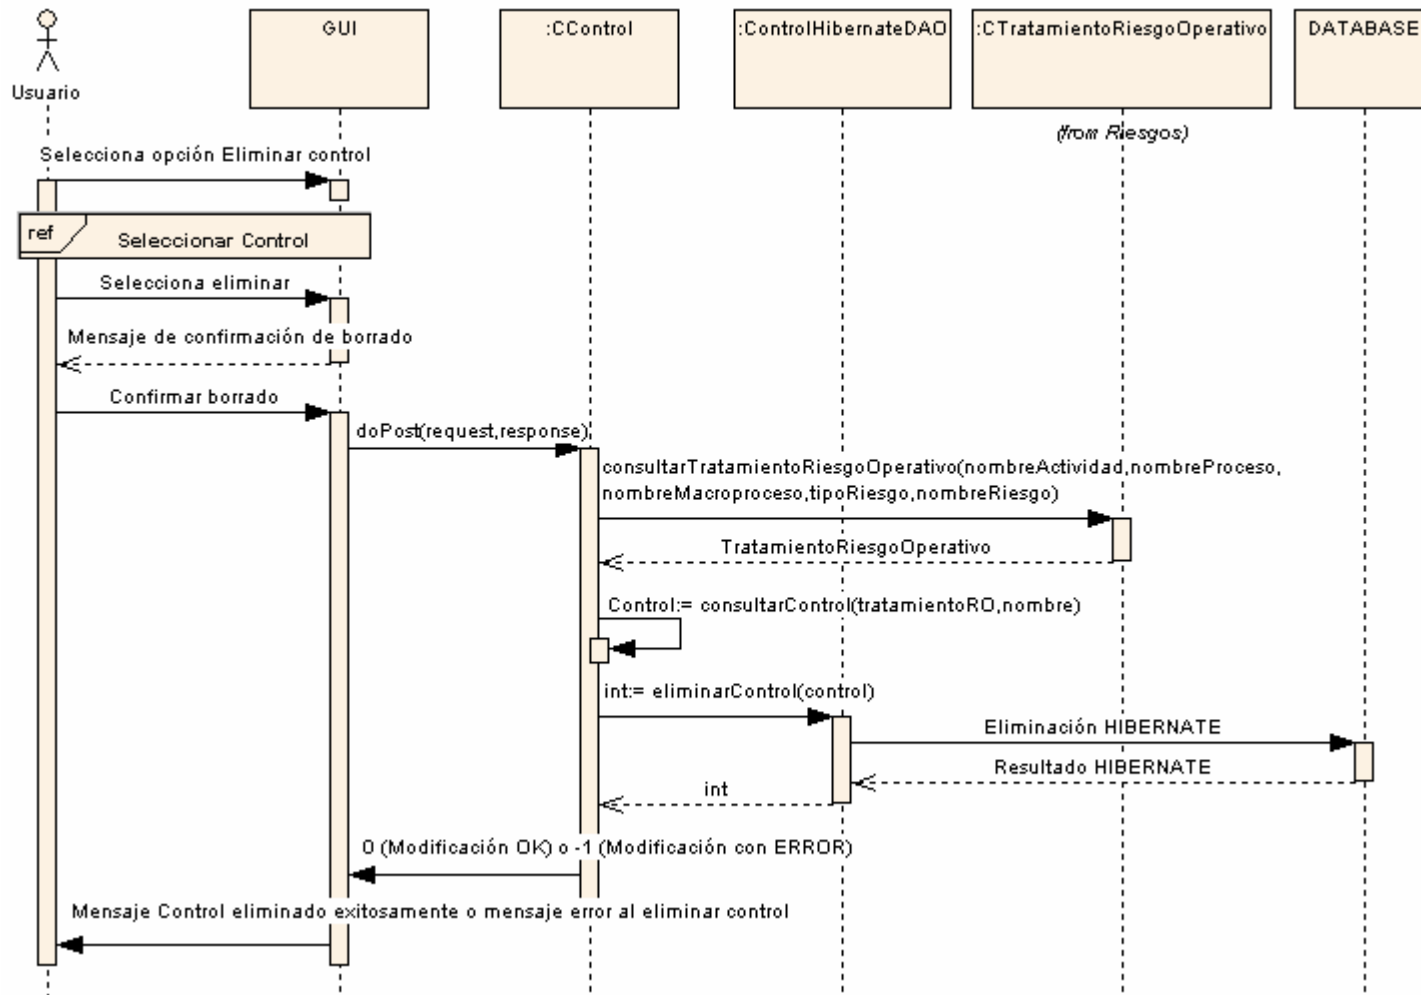 GUI
:CControl
:ControlHibernateDAO
:CTratamientoRiesgoOperativo
DATABASE
Usuario
(from Riesgos)
Selecciona opción Eliminar control
ref
Seleccionar Control
Selecciona eliminar
Mensaje de confirmación de borrado
Confirmar borrado
doPost(request,response)
consultarTratamientoRiesgoOperativo(nombreActividad,nombreProceso,
nombreMacroproceso,tipoRiesgo,nombreRiesgo)
TratamientoRiesgoOperativo
Control:= consultarControl(tratamientoRO,nombre)
int:= eliminarControl(control)
Eliminación HIBERNATE
Resultado HIBERNATE
int
0 (Modificación OK) o -1 (Modificación con ERROR)
Mensaje Control eliminado exitosamente o mensaje error al eliminar control